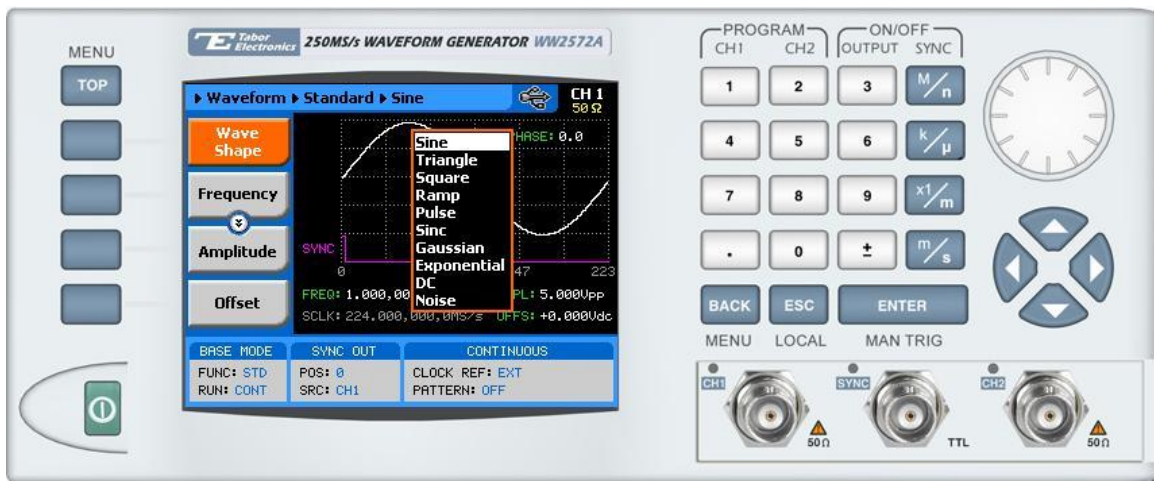 MENU
TOP
Tabor
Electronics
250MS/s WAVEFORM GENERATOR WW2572A
Waveform Standard Sine
CH 1
50 Ω
Wave
Shape
Frequency
Amplitude
Offset
PHASE: 0.0
Sine
Triangle
Square
Ramp
Pulse
Sinc
Gaussian
Exponential
DC
Noise
SYNC
0
47
223
FREQ: 1.000,00
PL: 5.000Vpp
SCLK: 224.000,000,0MS/s OFFS: +0.000Vdc
BASE MODE
FUNC: STD
RUN: CONT
SYNC OUT
POS: 0
SRC: CH1
CONTINUOUS
CLOCK REF: EXT
PATTERN: OFF
PROGRAM
CH1 CH2
ON/OFF
OUTPUT SYNC
1 2 3 M/n
4 5 6 k/µ
7 8 9 x1/m
. 0 ± m/s
BACK ESC ENTER
MENU LOCAL MAN TRIG
CH1
50Ω
SYNC
TTL
CH2
50Ω